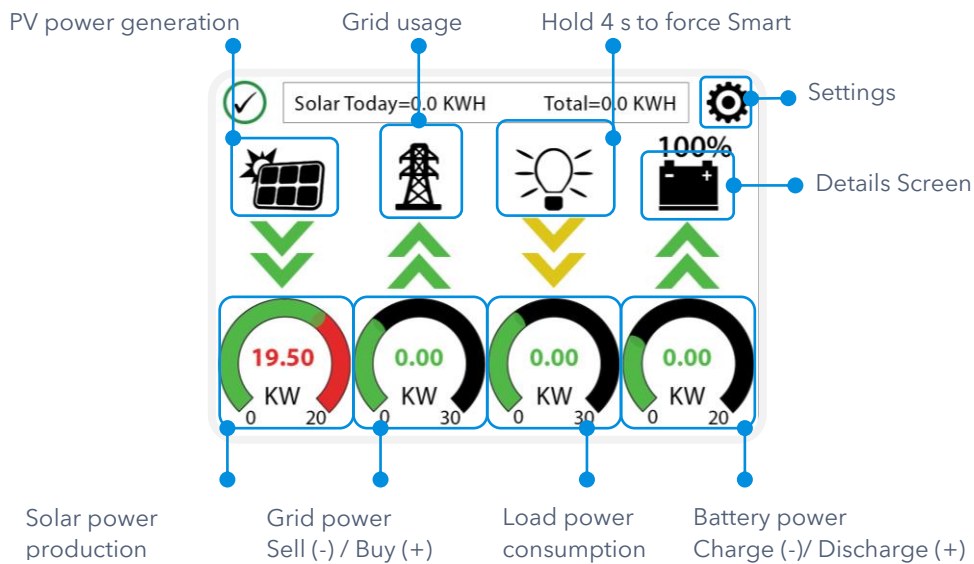 PV power generation
Grid usage
Hold 4 s to force Smart
Settings
Solar Today=0.0 KWH
Total=0.0 KWH
100%
- +
Details Screen
19.50
KW
0 20
0.00
KW
0 30
0.00
KW
0 30
0.00
KW
0 20
Solar power
production
Grid power
Sell (-) / Buy (+)
Load power
consumption
Battery power
Charge (-)/ Discharge (+)